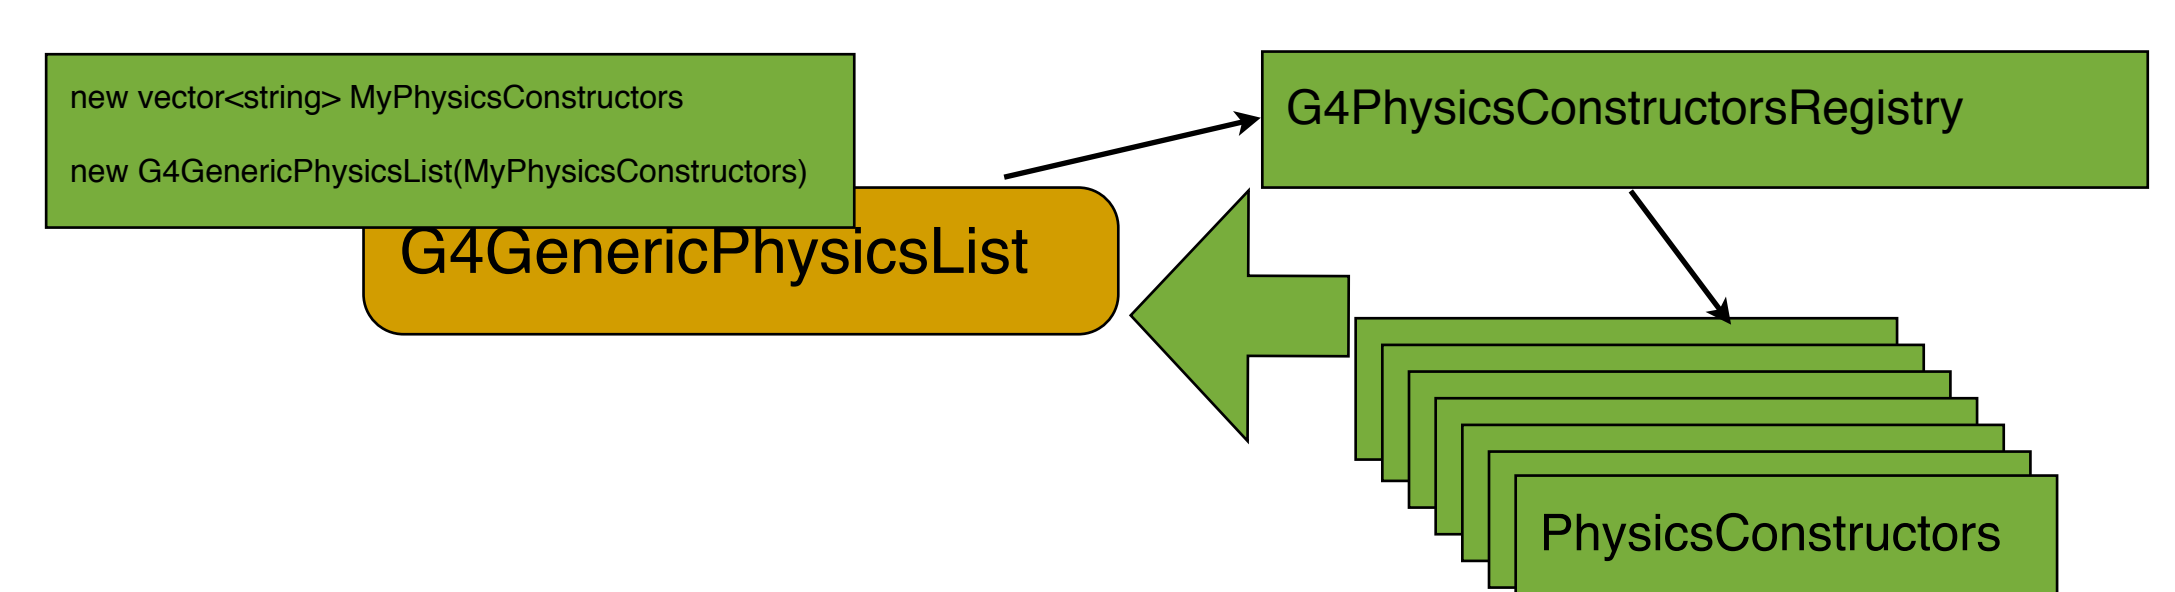 new vector<string> MyPhysicsConstructors
new G4GenericPhysicsList(MyPhysicsConstructors)
G4GenericPhysicsList
G4PhysicsConstructorsRegistry
PhysicsConstructors